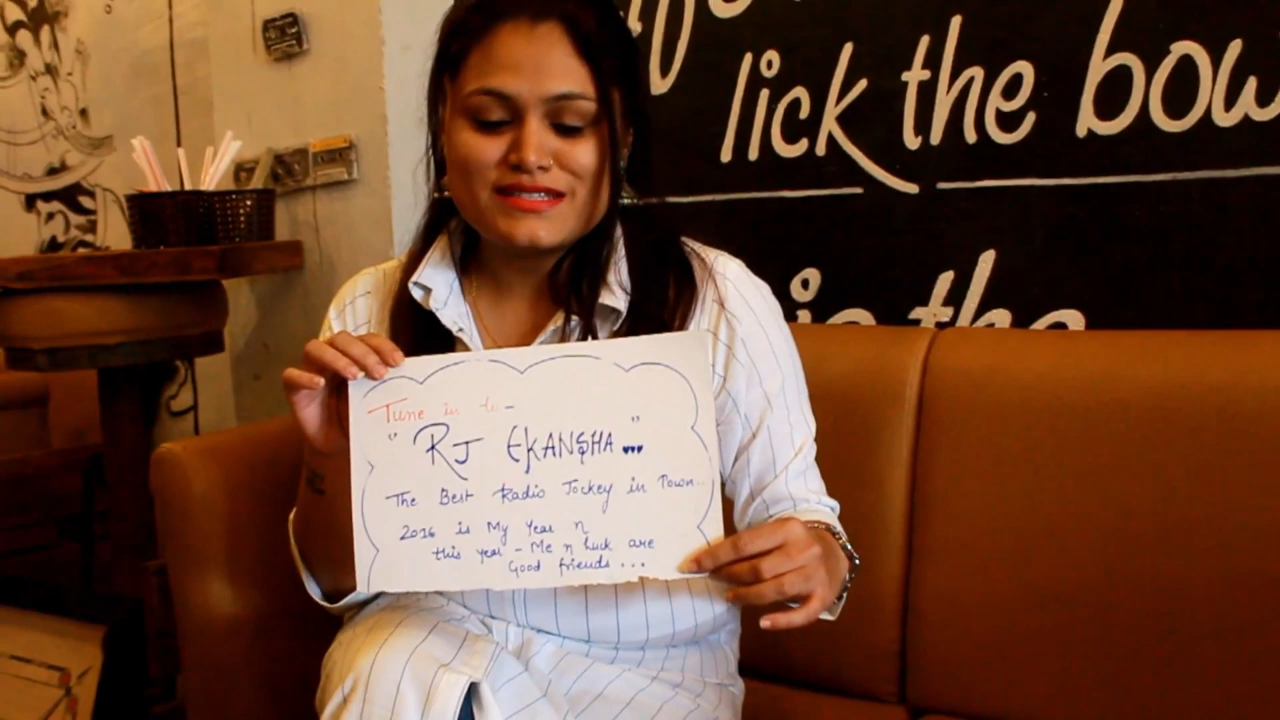 lick the bow
is the
Tune in to -
" RJ EKANSHA "
The Best Radio Jockey in Town..
2016 is My Year n
this year - Me n Luck are
Good friends ...